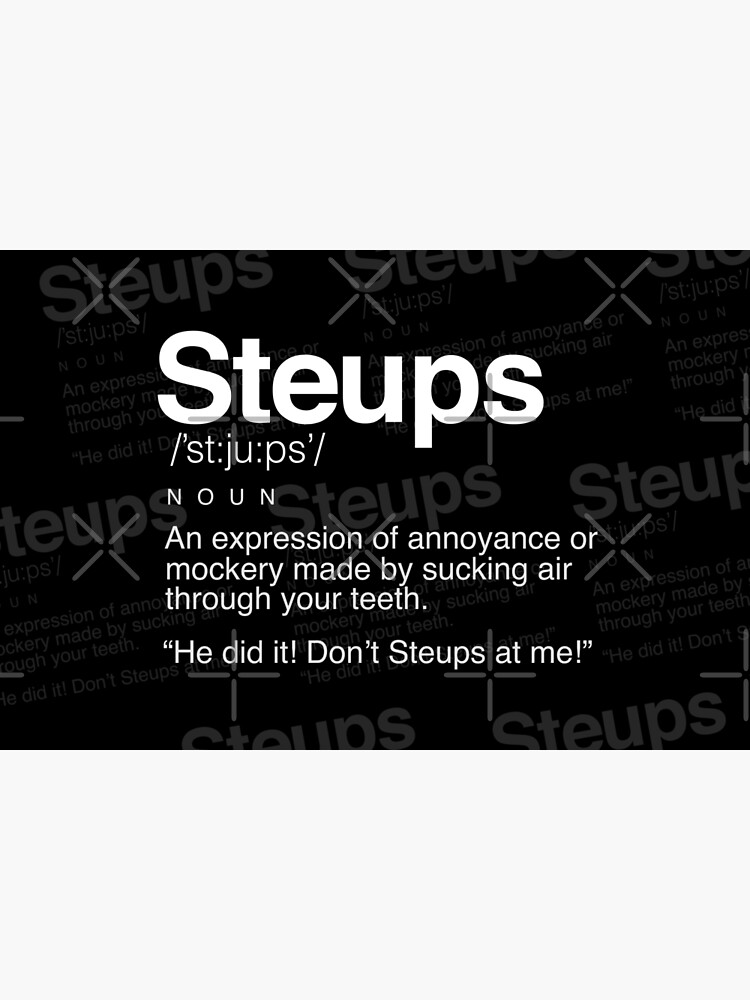 Steups
/’st:ju:ps’/
NOUN
An expression of annoyance or
mockery made by sucking air
through your teeth.
“He did it! Don’t Steups at me!”